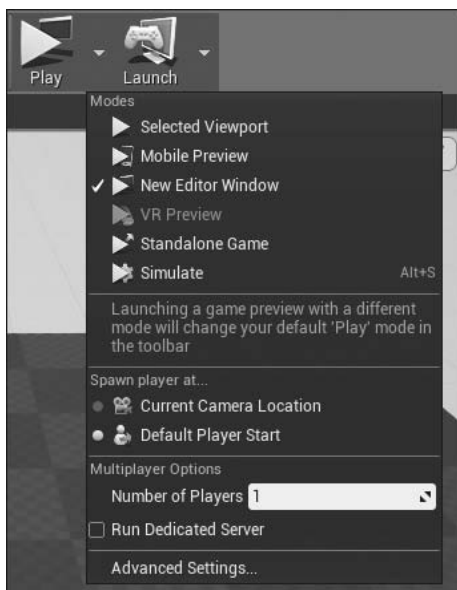 Play
Launch
Modes
Selected Viewport
Mobile Preview
New Editor Window
VR Preview
Standalone Game
Simulate Alt+S
Launching a game preview with a different
mode will change your default 'Play' mode in
the toolbar
Spawn player at...
Current Camera Location
Default Player Start
Multiplayer Options
Number of Players 1
Run Dedicated Server
Advanced Settings...